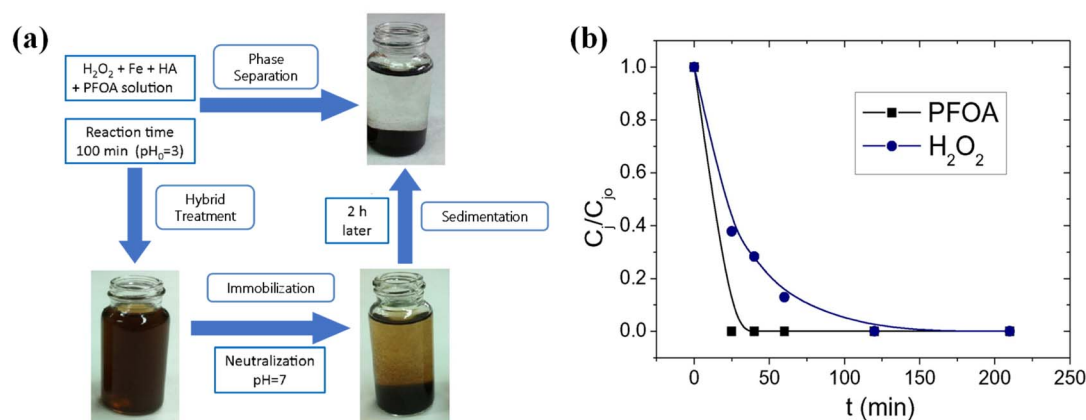 (a)
H₂O₂ + Fe + HA
+ PFOA solution
Phase
Separation
Reaction time
100 min (pH₀=3)
Hybrid
Treatment
2 h
later
Sedimentation
Immobilization
Neutralization
pH=7
(b)
PFOA
H₂O₂
1.0
0.8
0.6
0.4
0.2
0.0
Cⱼ/Cⱼₒ
0
50
100
150
200
250
t (min)